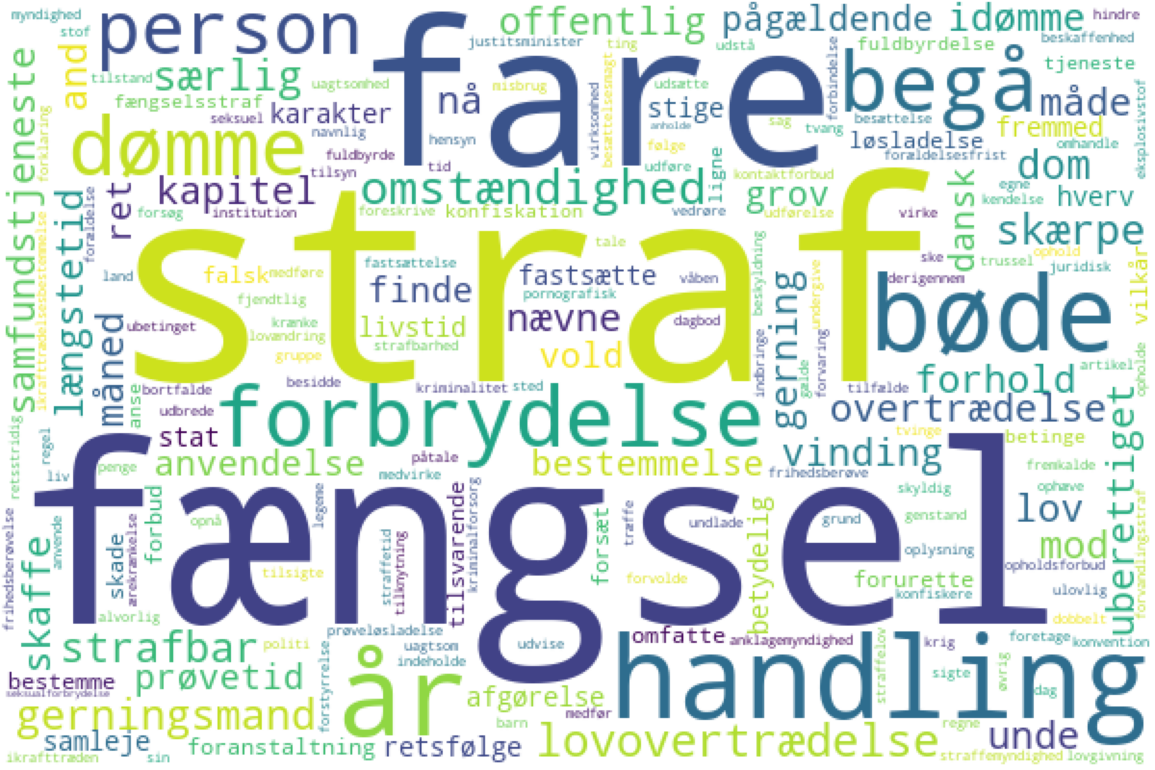 myndighed
stof
person
fare
justitsminister
offentlig
ting
udstå
pågældende
idømme
hindre
beskaffenhed
and
tilstand
særlig
uagtsomhed
misbrug
udsætte
forbindelse
fuldbyrdelse
tjeneste
samfundstjeneste
forklaring
fængselsstraf
seksuel
karakter
nå
virksomhed
besættelsesmagt
anholde
stige
sag
begå
måde
besættelse
dømme
navnlig
hensyn
følge
tvang
løsladelse
fremmed
omhandle
eksplosivstof
fuldbyrde
tilsyn
tid
udføre
ligne
kontaktforbud
forældelsesfrist
dom
ret
kapitel
omstændighed
grov
egne
kendelse
hverv
længstetid
forældelse
forsøg
institution
foreskrive
konfiskation
vedrøre
udførelse
virke
dansk
skærpe
straf
tale
beskyldning
ske
trussel
ophold
juridisk
land
falsk
medføre
fastsættelse
fastsætte
våben
derigennem
vilkår
ikrafttrædelsesbestemmelse
fjendtlig
finde
pornografisk
gerning
undergive
bøde
måned
ubetinget
krænke
lovændring
livstid
nævne
dagbod
gruppe
strafbarhed
vold
indbringe
gælde
forvaring
artikel
opholde
anse
bortfalde
besidde
kriminalitet
sted
tilfælde
forhold
udbrede
forbrydelse
overtrædelse
retsstridig
regel
stat
påtale
tvinge
betinge
uberettiget
liv
penge
anvendelse
medvirke
bestemmelse
vinding
frihedsberøve
fremkalde
fængsel
skyldig
ophæve
frihedsberøvelse
anvende
skaffe
skade
ærekrænkelse
forbud
opnå
legeme
straffetid
tilknytning
tilsvarende
kriminalforsorg
forsæt
træffe
undlade
betydelig
grund
genstand
lov
forvandlingsstraf
tilsigte
oplysning
mod
forvolde
forurette
konfiskere
opholdsforbud
ulovlig
alvorlig
prøveløsladelse
omfatte
anklagemyndighed
krig
foretage
dobbelt
konvention
strafbar
politi
uagtsom
udvise
handling
straffelov
sigte
øvrig
bestemme
seksualforbrydelse
prøvetid
forstyrrelse
år
indeholde
afgørelse
dag
gerningsmand
barn
medfør
regne
samleje
foranstaltning
retsfølge
lovovertrædelse
unde
ikrafttræden
sin
straffemyndighed
lovgivning